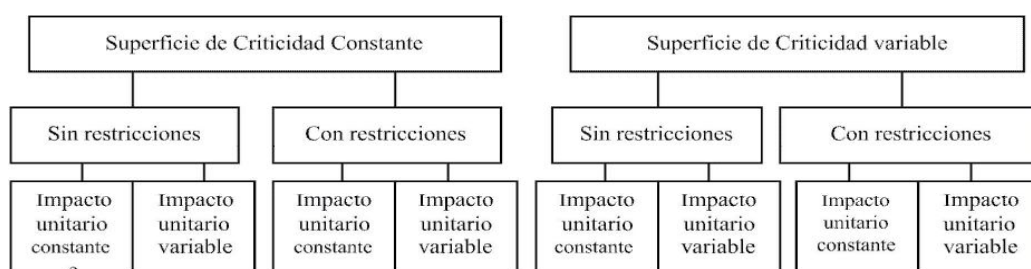 Superficie de Criticidad Constante
Superficie de Criticidad variable
Sin restricciones
Con restricciones
Sin restricciones
Con restricciones
Impacto
unitario
constante
Impacto
unitario
variable
Impacto
unitario
constante
Impacto
unitario
variable
Impacto
unitario
constante
Impacto
unitario
variable
Impacto
unitario
constante
Impacto
unitario
variable